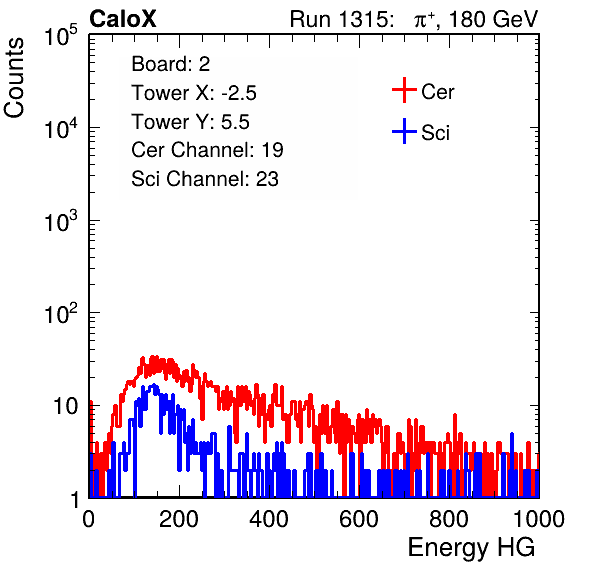 CaloX Run 1315: π⁺, 180 GeV
Counts
10⁵
10⁴
10³
10²
10
1
Board: 2
Tower X: -2.5
Tower Y: 5.5
Cer Channel: 19
Sci Channel: 23
Cer
Sci
0 200 400 600 800 1000
Energy HG